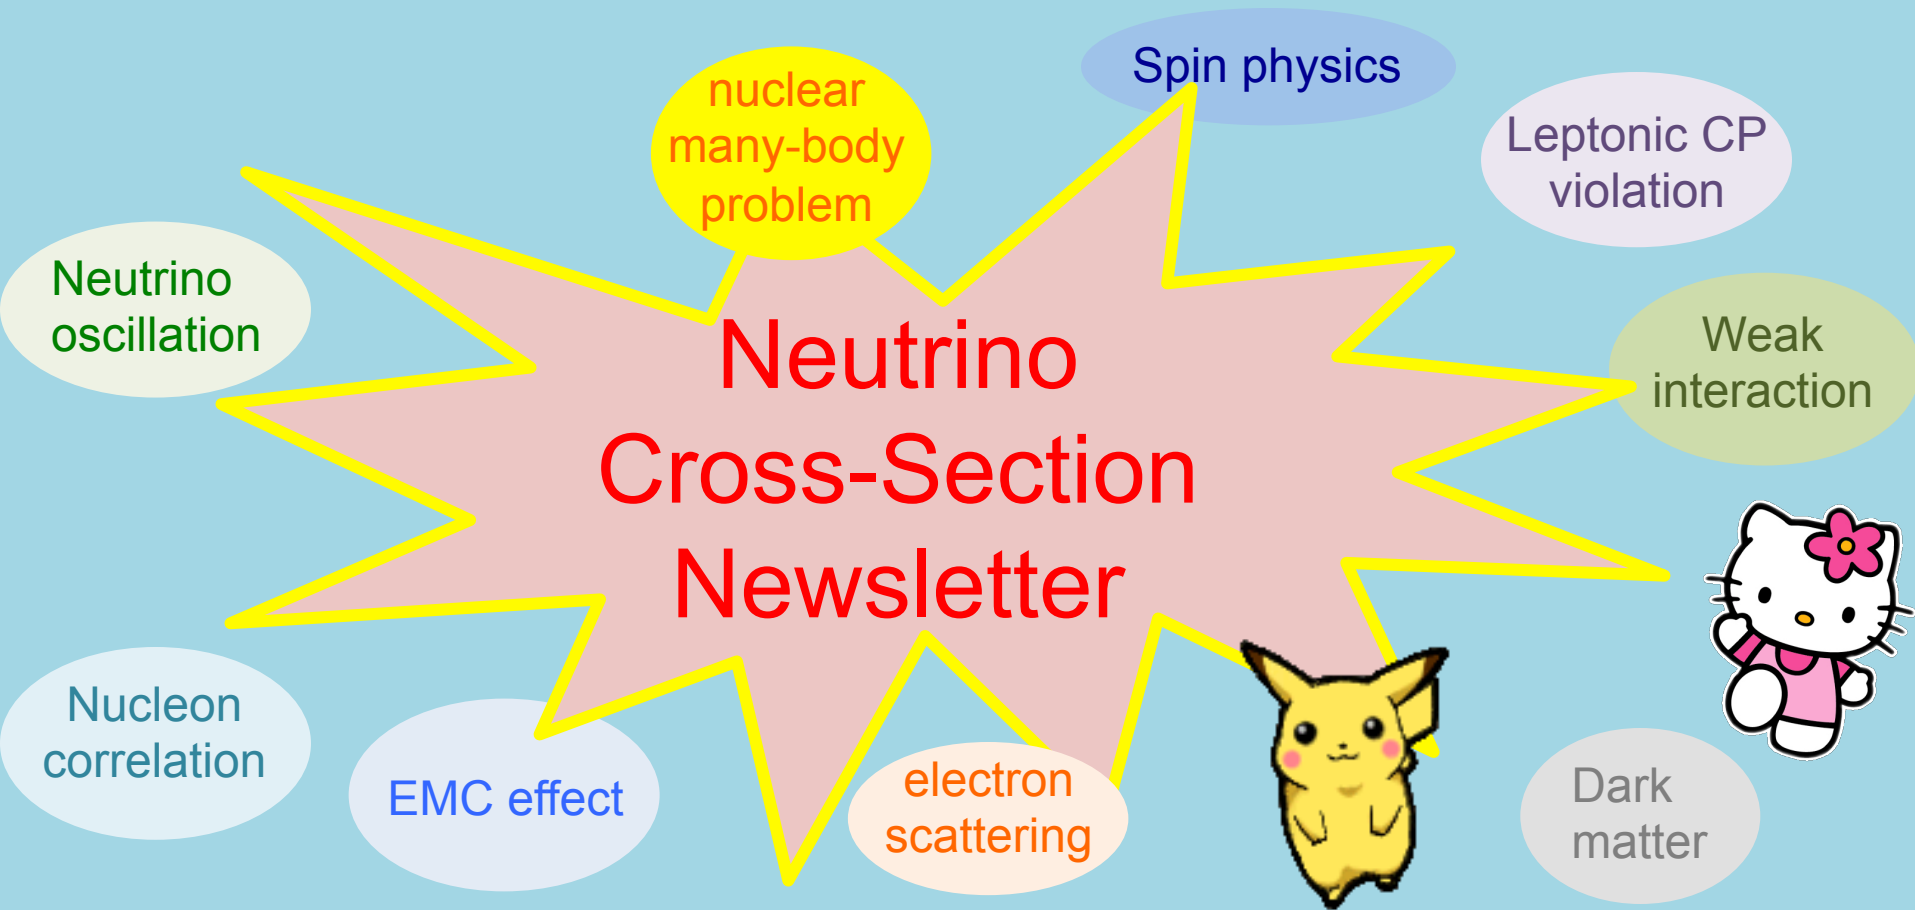 Spin physics
nuclear
many-body
problem
Leptonic CP
violation
Neutrino
oscillation
Weak
interaction
Neutrino
Cross-Section
Newsletter
Nucleon
correlation
EMC effect
electron
scattering
Dark
matter